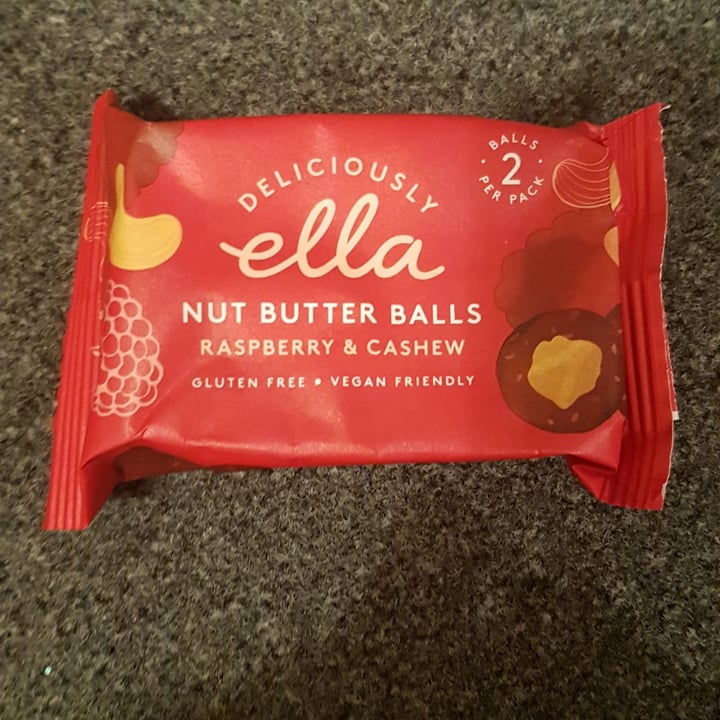 DELICIOUSLY
ella
BALLS
2
PER PACK
NUT BUTTER BALLS
RASPBERRY & CASHEW
GLUTEN FREE • VEGAN FRIENDLY